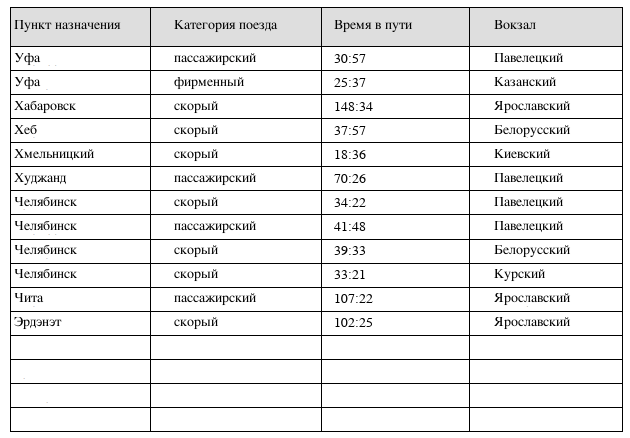 Пункт назначения Категория поезда Время в пути Вокзал
Уфа пассажирский 30:57 Павелецкий
Уфа фирменный 25:37 Казанский
Хабаровск скорый 148:34 Ярославский
Хеб скорый 37:57 Белорусский
Хмельницкий скорый 18:36 Киевский
Худжанд пассажирский 70:26 Павелецкий
Челябинск скорый 34:22 Павелецкий
Челябинск пассажирский 41:48 Павелецкий
Челябинск скорый 39:33 Белорусский
Челябинск скорый 33:21 Курский
Чита пассажирский 107:22 Ярославский
Эрдэнэт скорый 102:25 Ярославский